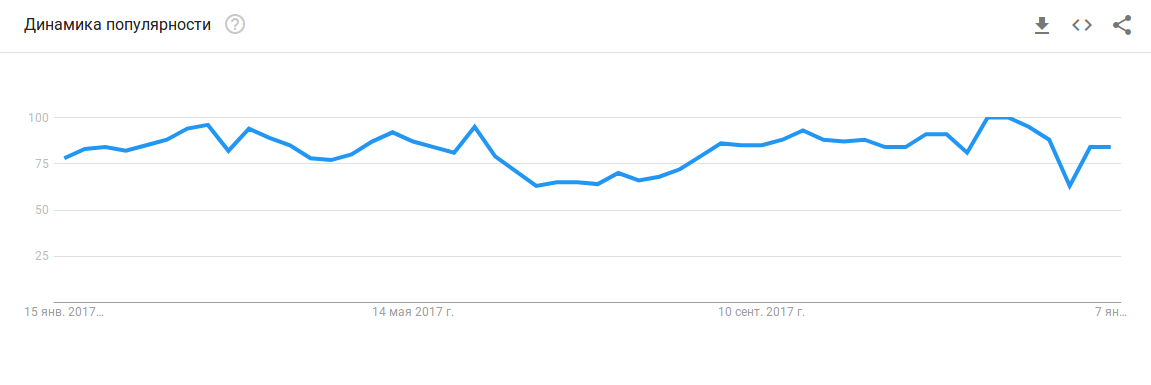 Динамика популярности ?
100
75
50
25
15 янв. 2017…
14 мая 2017 г.
10 сент. 2017 г.
7 ян…